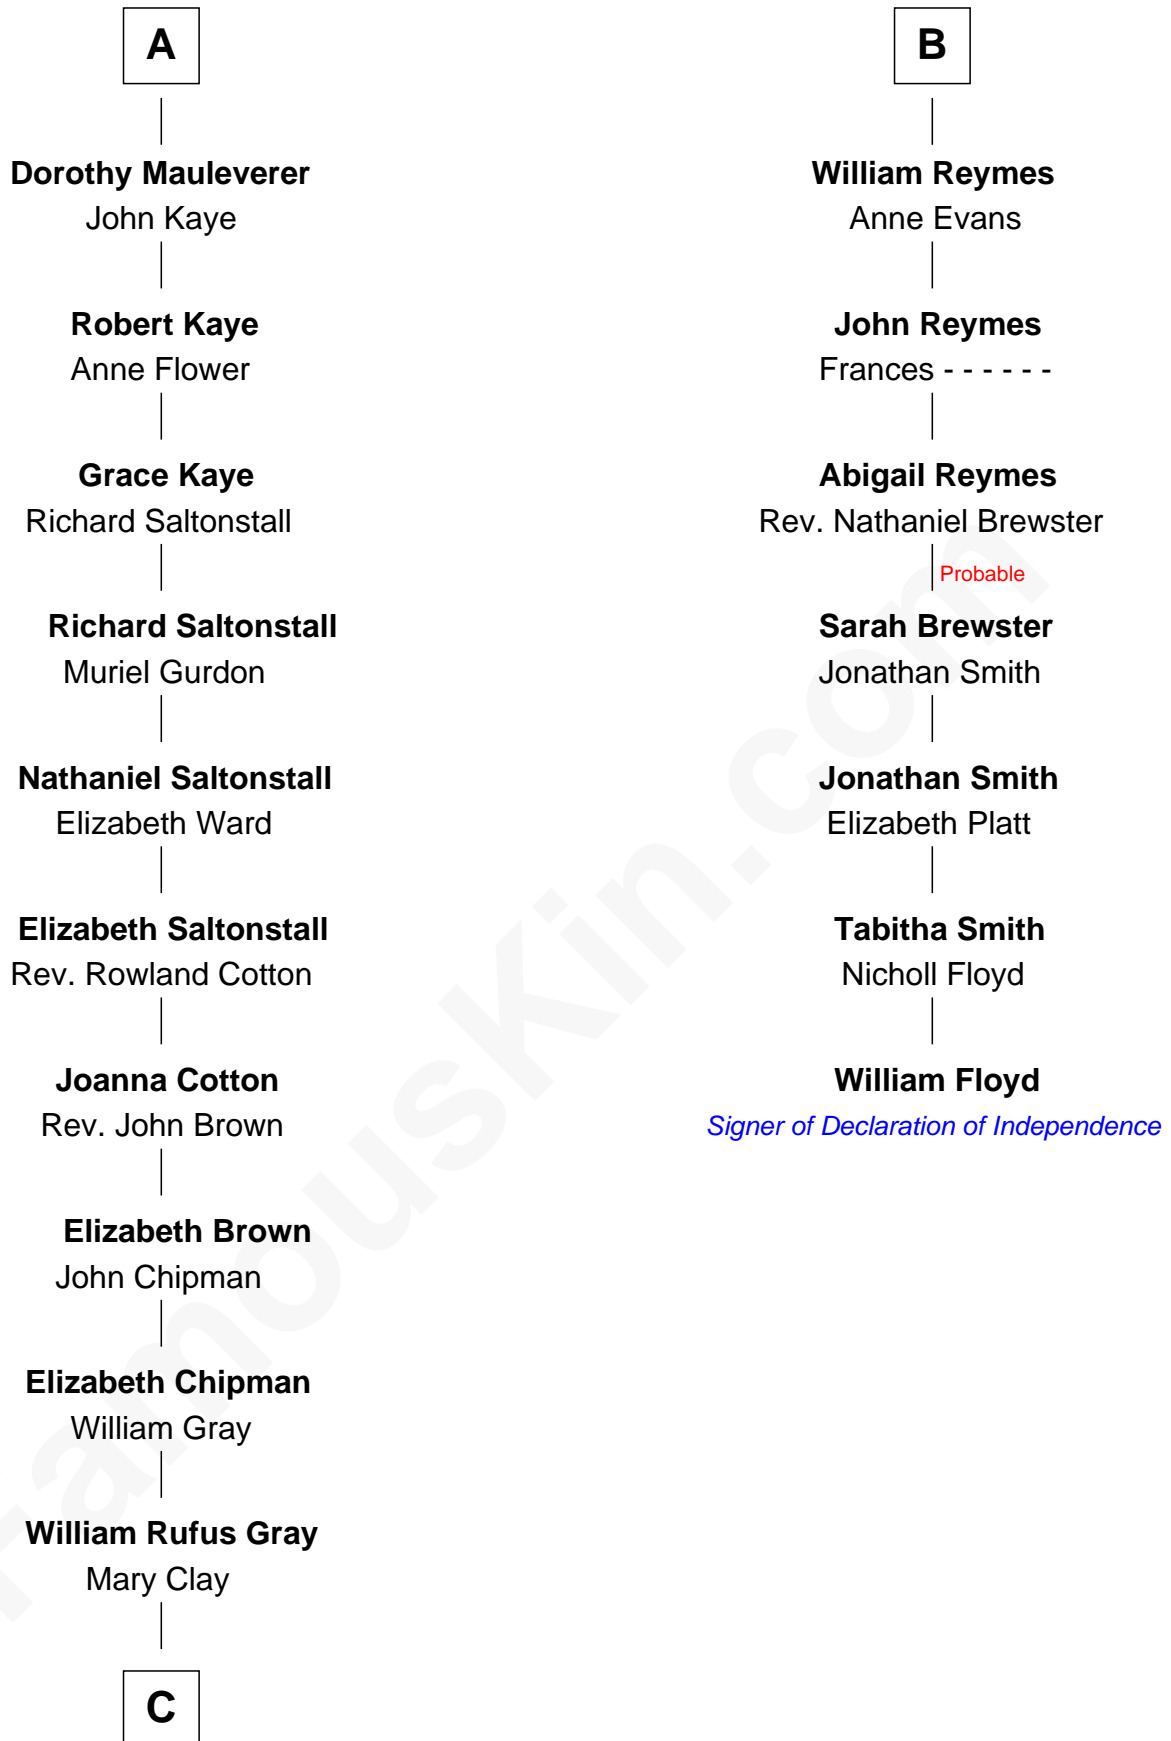 A
Dorothy Mauleverer
John Kaye
Robert Kaye
Anne Flower
Grace Kaye
Richard Saltonstall
Richard Saltonstall
Muriel Gurdon
Nathaniel Saltonstall
Elizabeth Ward
Elizabeth Saltonstall
Rev. Rowland Cotton
Joanna Cotton
Rev. John Brown
Elizabeth Brown
John Chipman
Elizabeth Chipman
William Gray
William Rufus Gray
Mary Clay
C
B
William Reymes
Anne Evans
John Reymes
Frances - - - - - -
Abigail Reymes
Rev. Nathaniel Brewster
Probable
Sarah Brewster
Jonathan Smith
Jonathan Smith
Elizabeth Platt
Tabitha Smith
Nicholl Floyd
William Floyd
Signer of Declaration of Independence
FamousKin.com